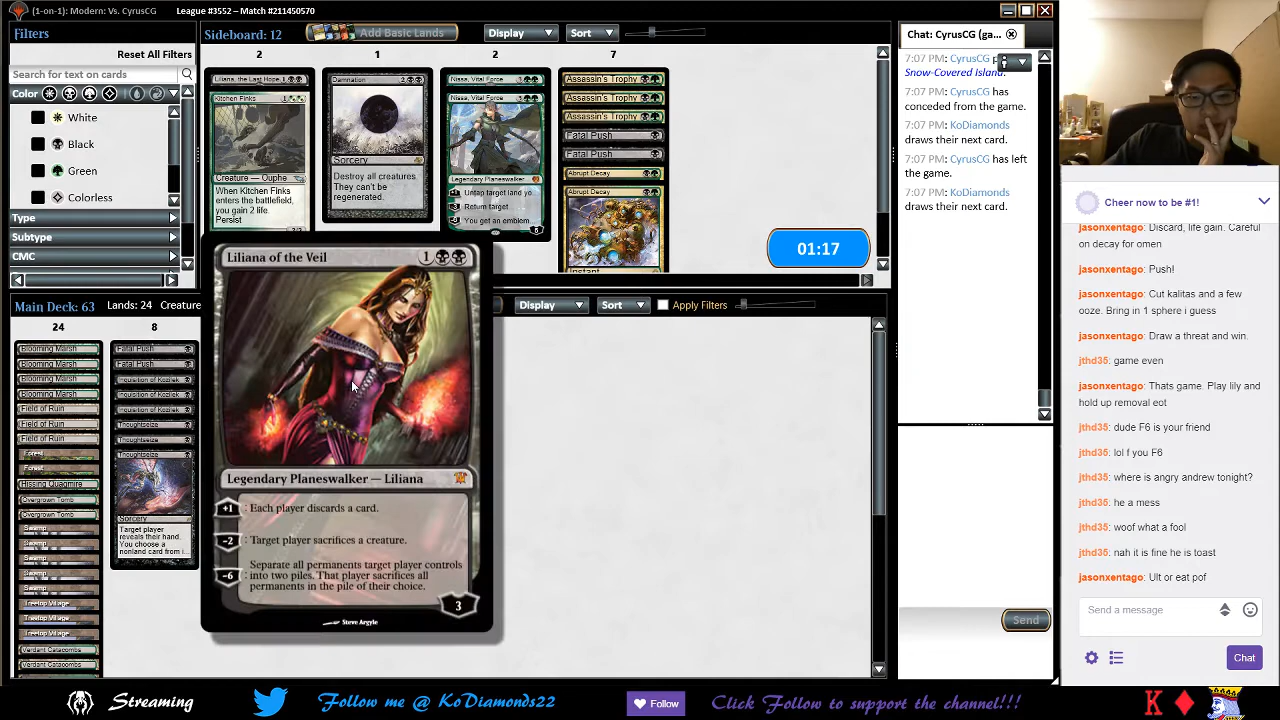 (1-on-1): Modern: Vs. CyrusCG League #3552 – Match #211450570
Filters
Reset All Filters
Search for text on cards
Color
White
Black
Green
Colorless
Type
Subtype
CMC
Sideboard: 12
Add Basic Lands
Display
Sort
2
1
2
7
Liliana, the Last Hope
Kitchen Finks
Creature — Ouphe
When Kitchen Finks
enters the battlefield,
you gain 2 life.
Persist
Damnation
Sorcery
Destroy all creatures.
They can't be
regenerated.
Nissa, Vital Force
Nissa, Vital Force
Legendary Planeswalker
Untap target land yo
Return target
You get an emblem
6
Assassin's Trophy
Assassin's Trophy
Assassin's Trophy
Fatal Push
Fatal Push
Abrupt Decay
Abrupt Decay
Instant
01:17
Main Deck: 63 Lands: 24 Creature
Display
Sort
Apply Filters
24
8
Blooming Marsh
Blooming Marsh
Blooming Marsh
Blooming Marsh
Field of Ruin
Field of Ruin
Field of Ruin
Forest
Forest
Hissing Quagmire
Overgrown Tomb
Overgrown Tomb
Swamp
Swamp
Swamp
Swamp
Swamp
Treetop Village
Treetop Village
Treetop Village
Verdant Catacombs
Verdant Catacombs
Fatal Push
Fatal Push
Inquisition of Kozilek
Inquisition of Kozilek
Inquisition of Kozilek
Thoughtseize
Thoughtseize
Thoughtseize
Sorcery
Target player
reveals their hand.
You choose a
nonland card from i...
Liliana of the Veil 1
Legendary Planeswalker — Liliana
+1 : Each player discards a card.
-2 : Target player sacrifices a creature.
-6 : Separate all permanents target player controls
into two piles. That player sacrifices all
permanents in the pile of their choice.
3
Steve Argyle
Chat: CyrusCG (ga...
7:07 PM: CyrusCG p
Snow-Covered Island.
7:07 PM: CyrusCG has
conceded from the game.
7:07 PM: KoDiamonds
draws their next card.
7:07 PM: CyrusCG has left
the game.
7:07 PM: KoDiamonds
draws their next card.
Send
Cheer now to be #1!
jasonxentago: Discard, life gain. Careful
on decay for omen
jasonxentago: Push!
jasonxentago: Cut kalitas and a few
ooze. Bring in 1 sphere i guess
jasonxentago: Draw a threat and win.
jthd35: game even
jasonxentago: Thats game. Play lily and
hold up removal eot
jthd35: dude F6 is your friend
jthd35: lol f you F6
jthd35: where is angry andrew tonight?
jthd35: he a mess
jthd35: woof what a fool
jthd35: nah it is fine he is toast
jasonxentago: Ult or eat pof
Send a message
Chat
Streaming
Follow me @ KoDiamonds22
Follow
Click Follow to support the channel!!!
K